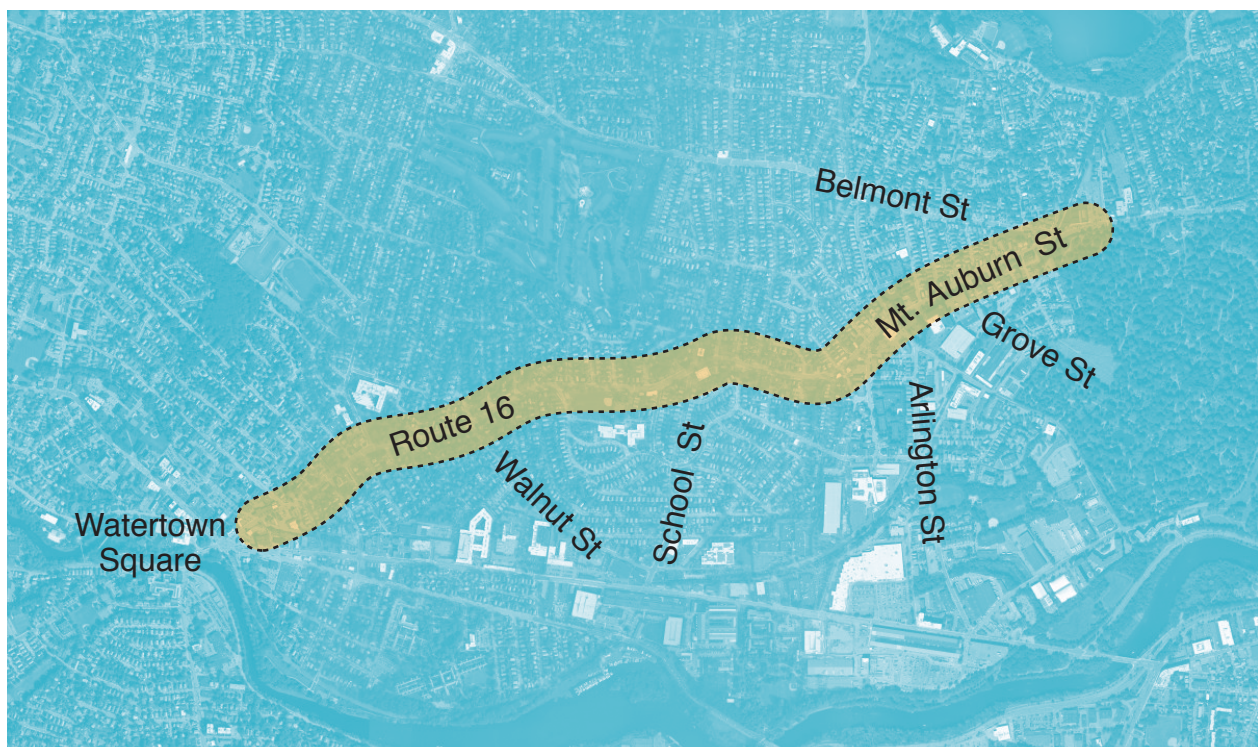 Belmont St
Mt. Auburn St
Grove St
Route 16
Arlington St
School St
Walnut St
Watertown
Square